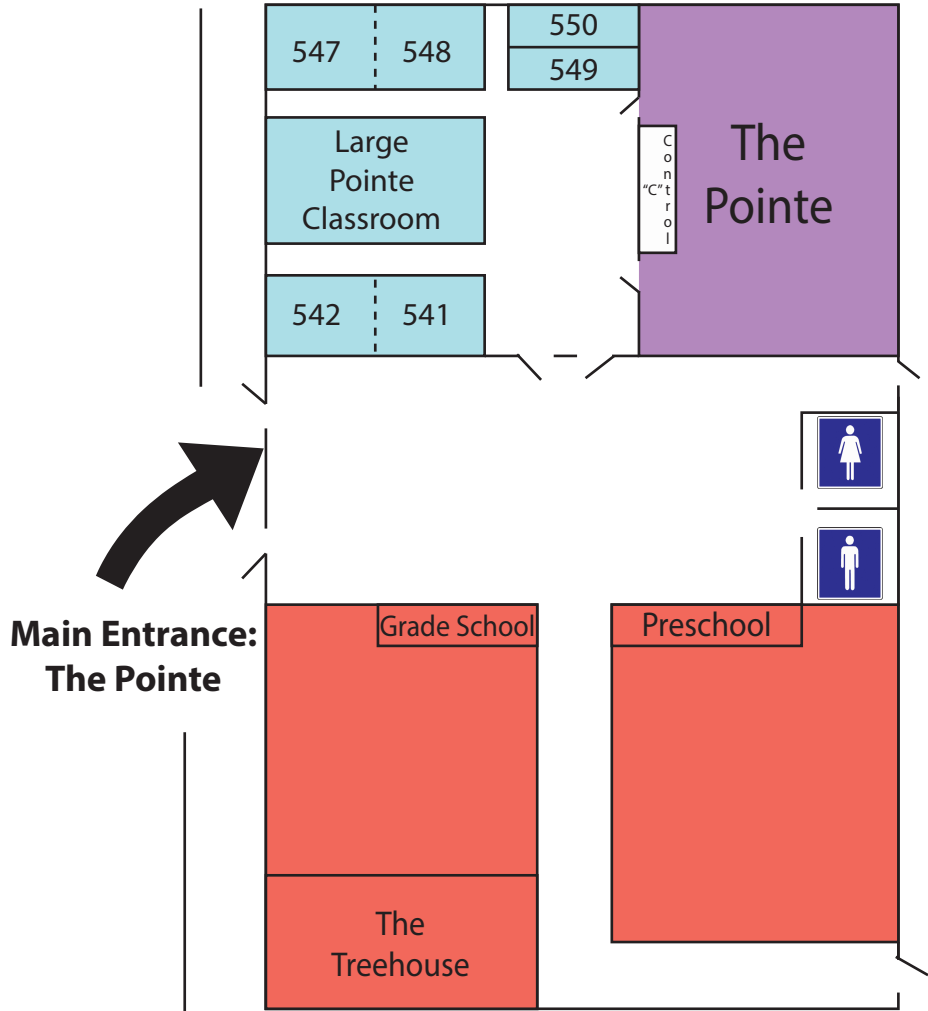 547
548
550
549
Large
Pointe
Classroom
"C"
Control
The
Pointe
542
541
Main Entrance:
The Pointe
Grade School
Preschool
The
Treehouse